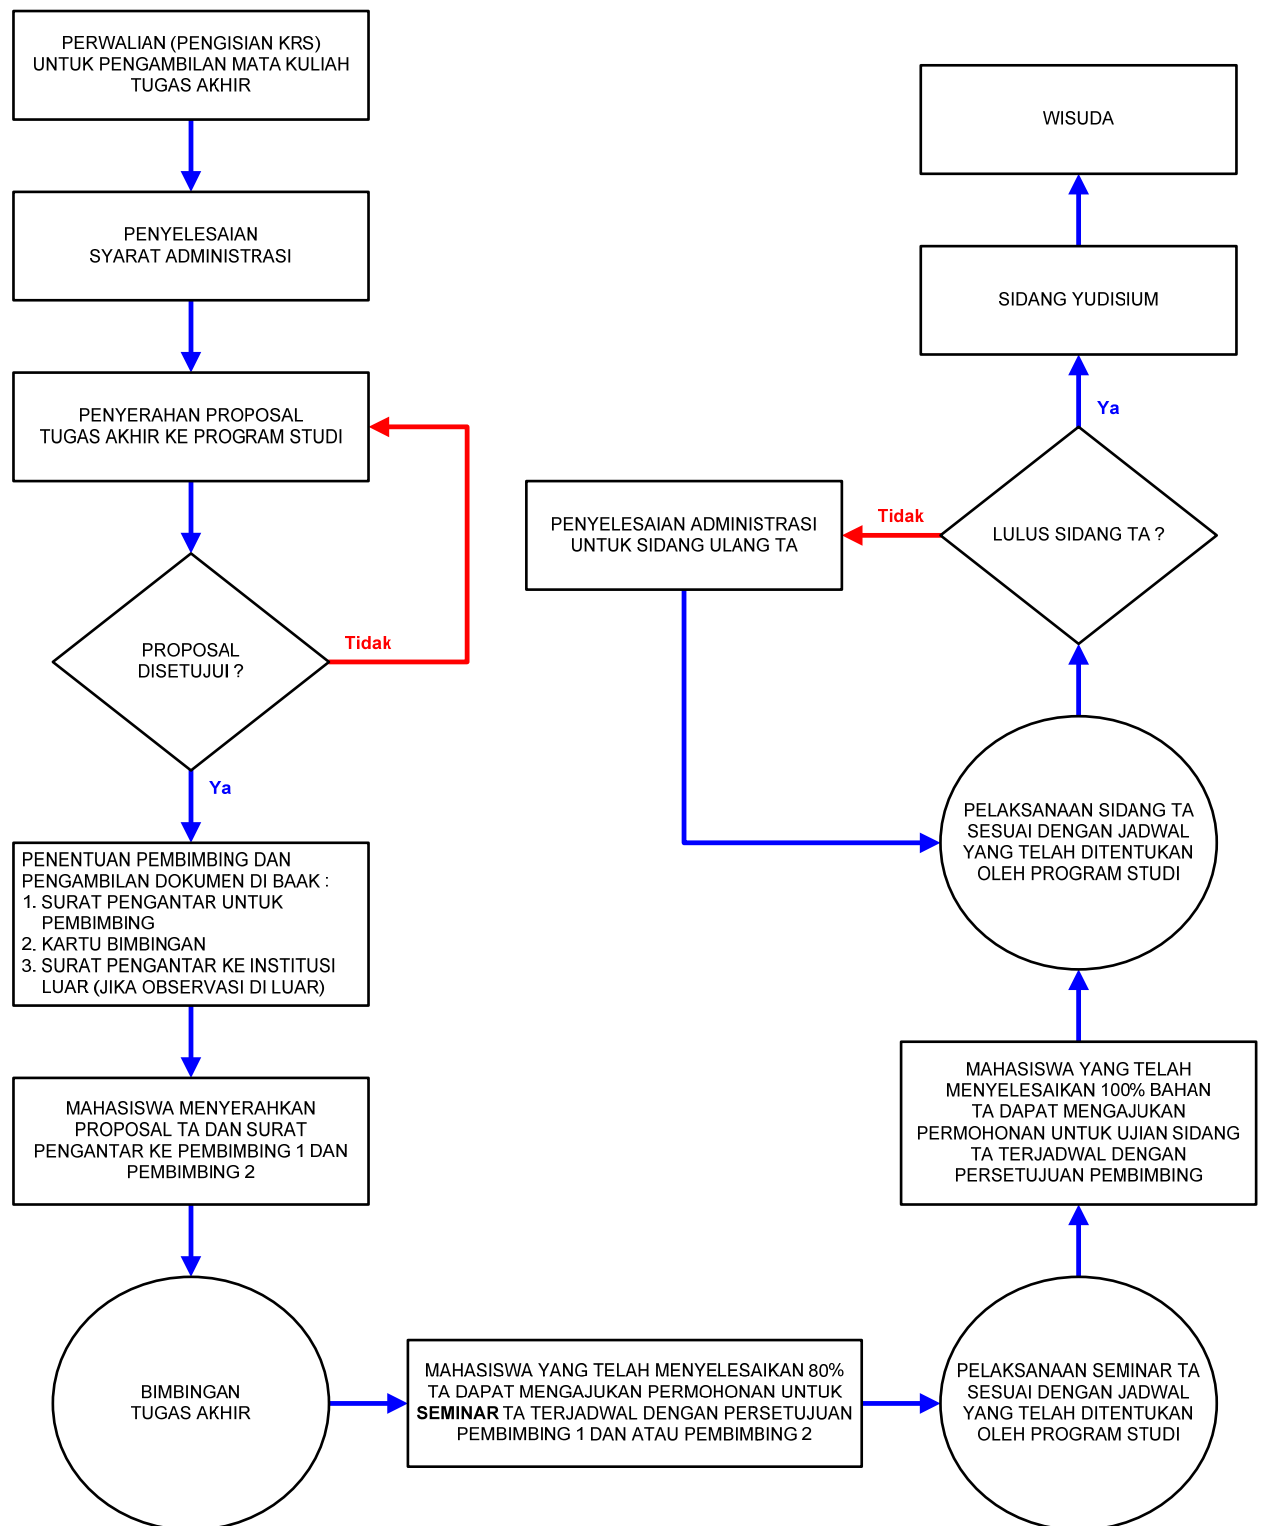 PERWALIAN (PENGISIAN KRS)
UNTUK PENGAMBILAN MATA KULIAH
TUGAS AKHIR
PENYELESAIAN
SYARAT ADMINISTRASI
PENYERAHAN PROPOSAL
TUGAS AKHIR KE PROGRAM STUDI
PROPOSAL
DISETUJUI ?
Tidak
Ya
PENENTUAN PEMBIMBING DAN
PENGAMBILAN DOKUMEN DI BAAK :
1. SURAT PENGANTAR UNTUK
PEMBIMBING
2. KARTU BIMBINGAN
3. SURAT PENGANTAR KE INSTITUSI
LUAR (JIKA OBSERVASI DI LUAR)
MAHASISWA MENYERAHKAN
PROPOSAL TA DAN SURAT
PENGANTAR KE PEMBIMBING 1 DAN
PEMBIMBING 2
BIMBINGAN
TUGAS AKHIR
MAHASISWA YANG TELAH MENYELESAIKAN 80%
TA DAPAT MENGAJUKAN PERMOHONAN UNTUK
SEMINAR TA TERJADWAL DENGAN PERSETUJUAN
PEMBIMBING 1 DAN ATAU PEMBIMBING 2
PELAKSANAAN SEMINAR TA
SESUAI DENGAN JADWAL
YANG TELAH DITENTUKAN
OLEH PROGRAM STUDI
MAHASISWA YANG TELAH
MENYELESAIKAN 100% BAHAN
TA DAPAT MENGAJUKAN
PERMOHONAN UNTUK UJIAN SIDANG
TA TERJADWAL DENGAN
PERSETUJUAN PEMBIMBING
PELAKSANAAN SIDANG TA
SESUAI DENGAN JADWAL
YANG TELAH DITENTUKAN
OLEH PROGRAM STUDI
LULUS SIDANG TA ?
Tidak
PENYELESAIAN ADMINISTRASI
UNTUK SIDANG ULANG TA
Ya
SIDANG YUDISIUM
WISUDA